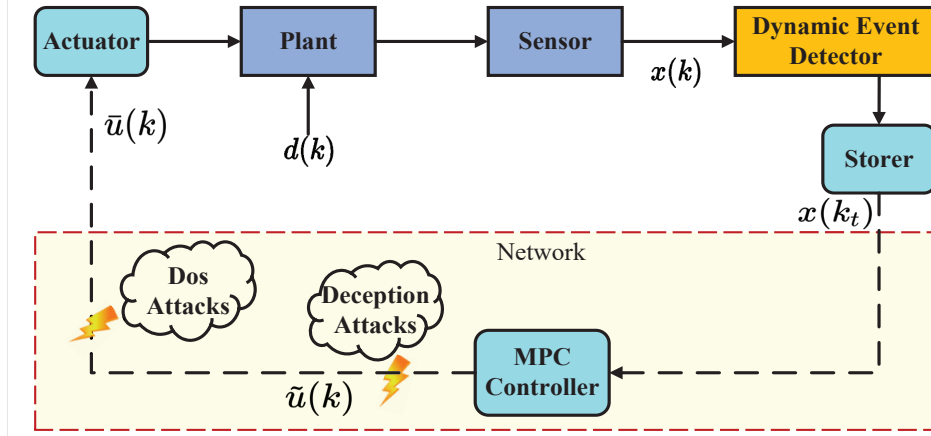 Actuator
Plant
Sensor
Dynamic Event
Detector
x(k)
ū(k)
d(k)
Storer
x(k_t)
Network
Dos
Attacks
Deception
Attacks
MPC
Controller
ũ(k)